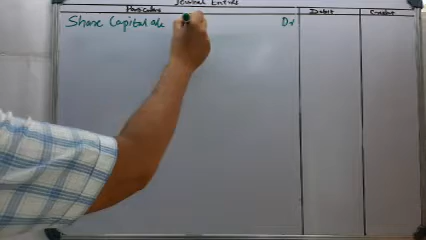 Journal Entries
Particulars Debit Credit
Share Capital a/c Dr